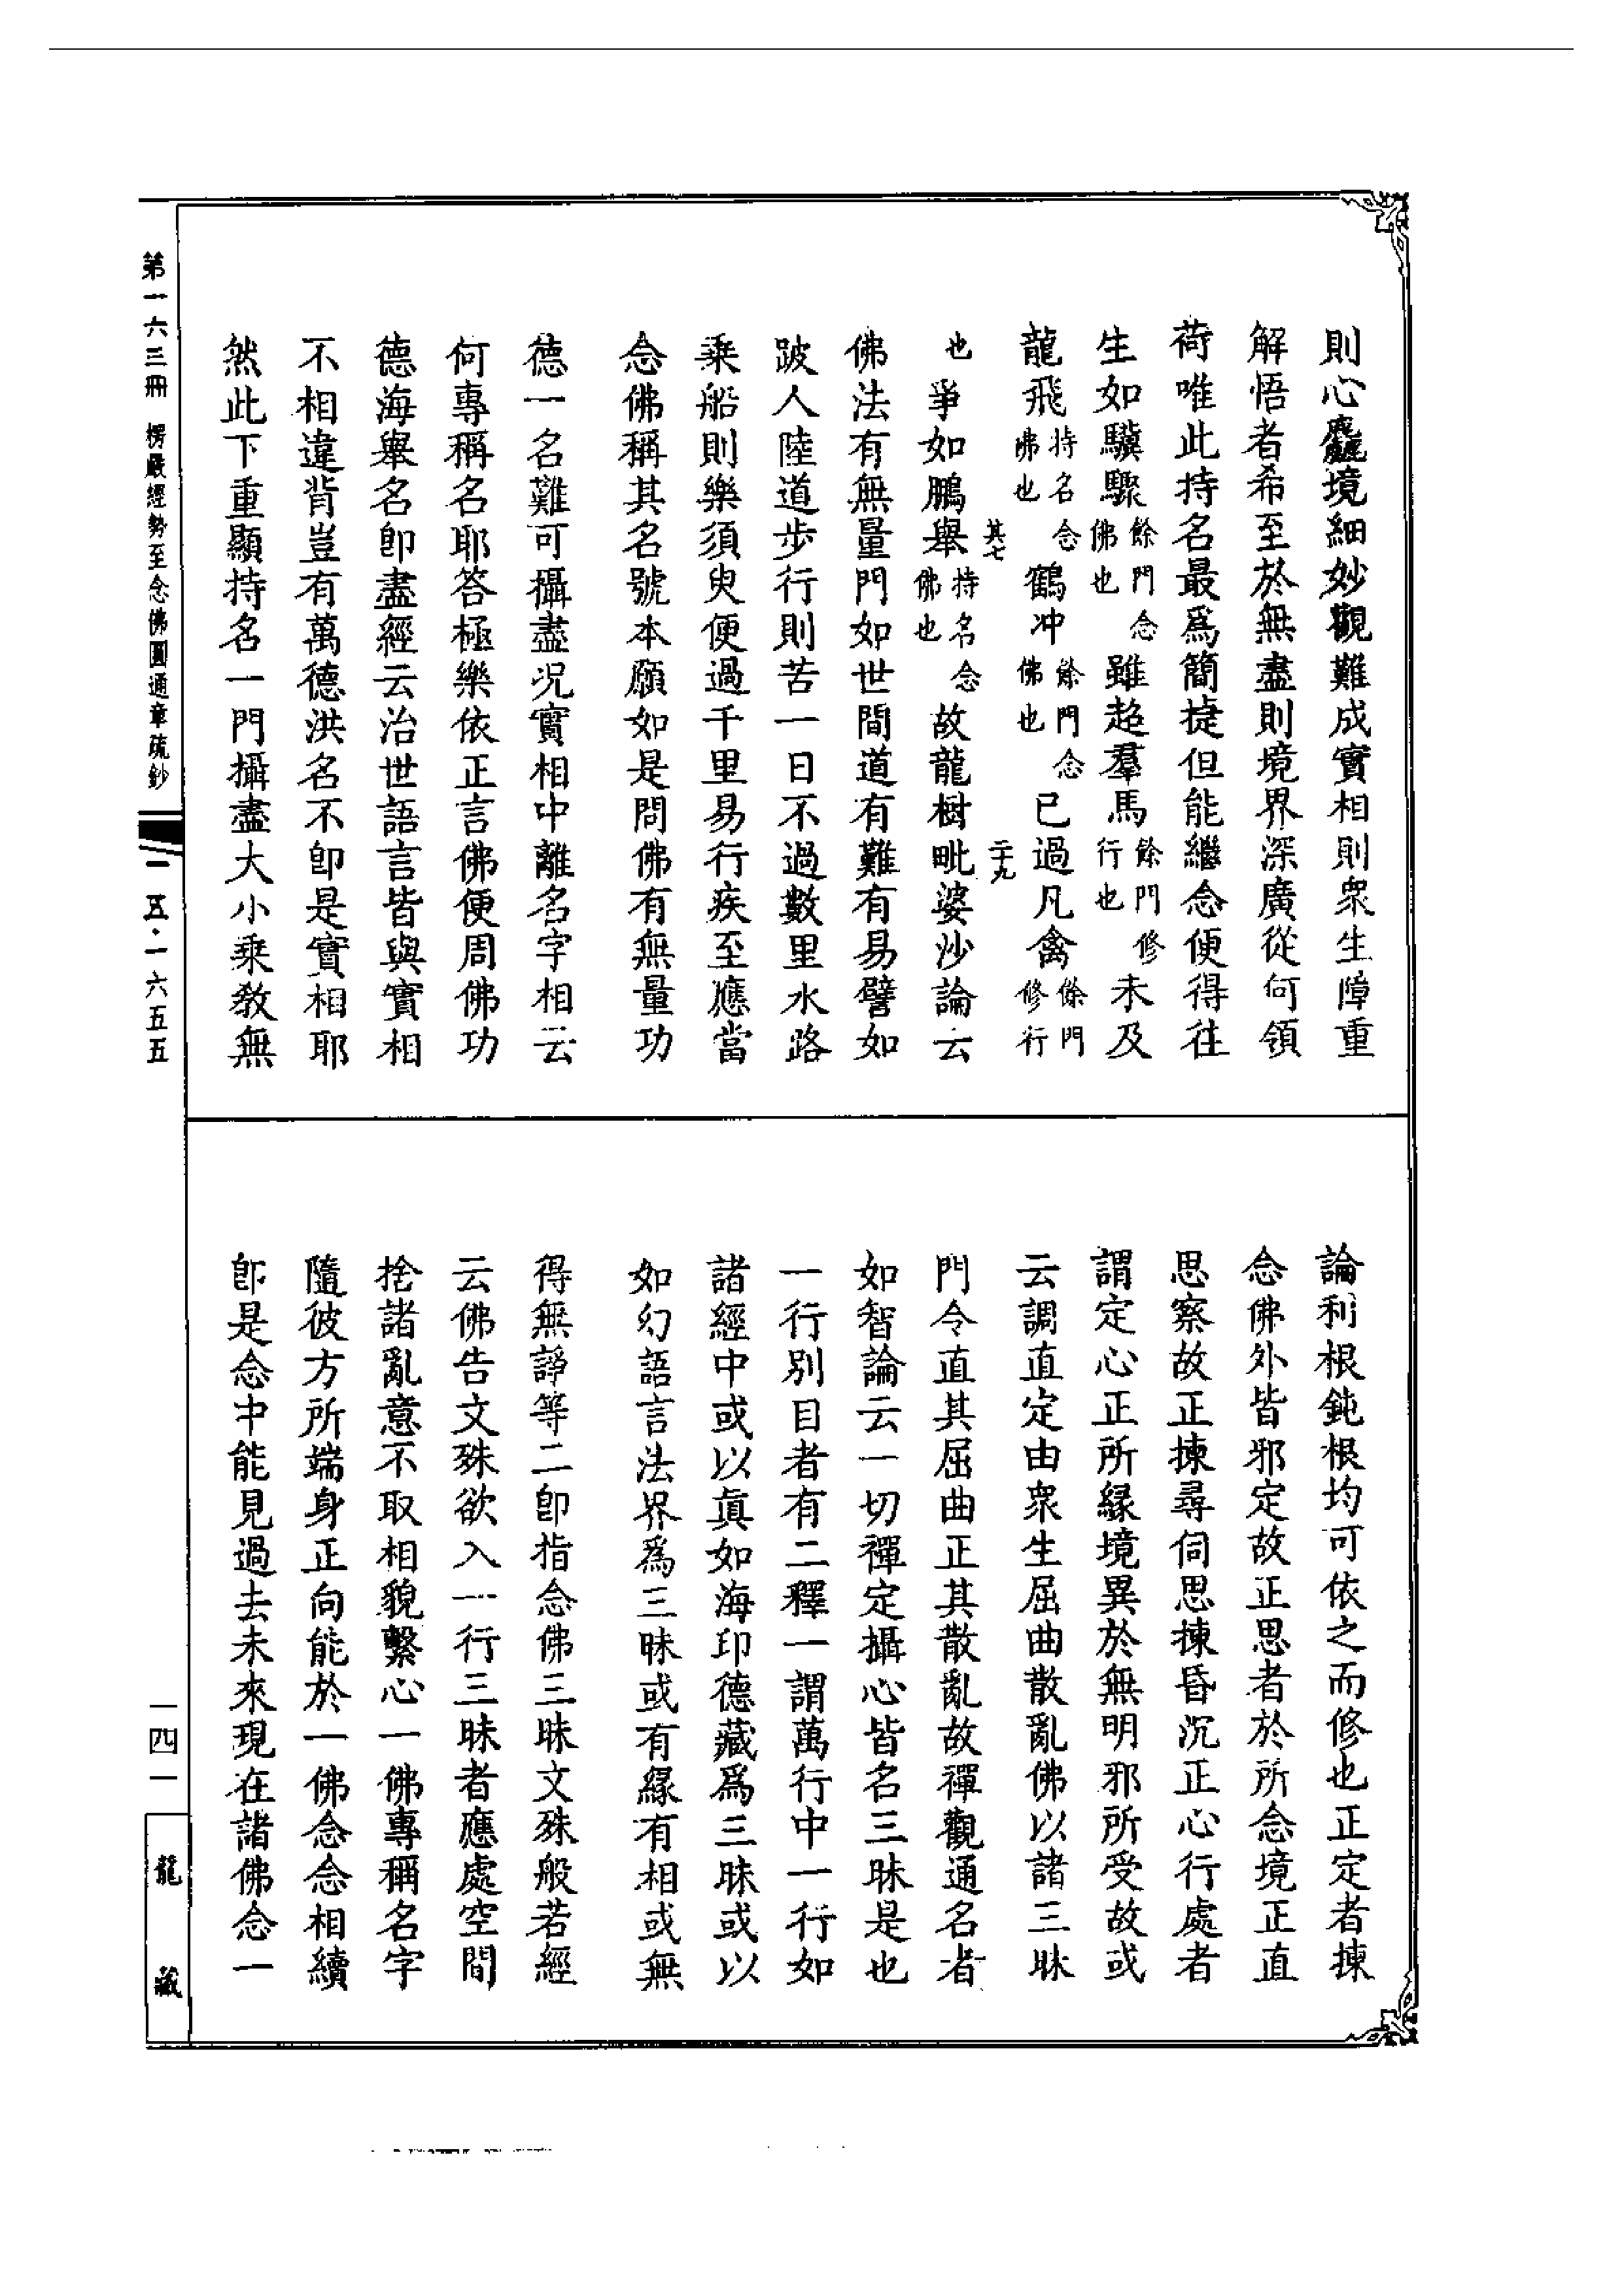 則心麤境細妙觀難成實相則衆生障重
解悟者希至於無盡則境界深廣從何領
荷唯此持名最爲簡捷但能繼念便得往
生如驥驟餘門念佛也雖超羣馬餘門修行也未及
龍飛持名念佛也鶴冲餘門念佛也已過凡禽餘門修行
也爭如鵬舉持名念佛也故龍樹毗婆沙論云
其七
二十九
佛法有無量門如世間道有難有易譬如
跛人陸道步行則苦一日不過數里水路
乗船則樂須臾便過千里易行疾至應當
念佛稱其名號本願如是問佛有無量功
德一名難可攝盡况實相中離名字相云
何專稱名耶答極樂依正言佛便周佛功
德海舉名卽盡經云治世語言皆與實相
不相違背豈有萬德洪名不卽是實相耶
然此下重顯持名一門攝盡大小乘教無
論利根鈍根均可依之而修也正定者揀
念佛外皆邪定故正思者於所念境正直
思察故正揀尋伺思揀昏沉正心行處者
謂定心正所緣境異於無明邪所受故或
云調直定由衆生屈曲散亂佛以諸三昧
門令直其屈曲正其散亂故禪觀通名者
如智論云一切禪定攝心皆名三昧是也
一行別目者有二釋一謂萬行中一行如
諸經中或以眞如海印德藏爲三昧或以
如幻語言法界爲三昧或有緣有相或無
得無諍等二卽指念佛三昧文殊般若經
云佛告文殊欲入一行三昧者應處空閒
捨諸亂意不取相貌繫心一佛專稱名字
隨彼方所端身正向能於一佛念念相續
卽是念中能見過去未來現在諸佛念一
第一六三冊 楞嚴經勢至念佛圓通章疏鈔
一五·一六五五
一四一
龍藏